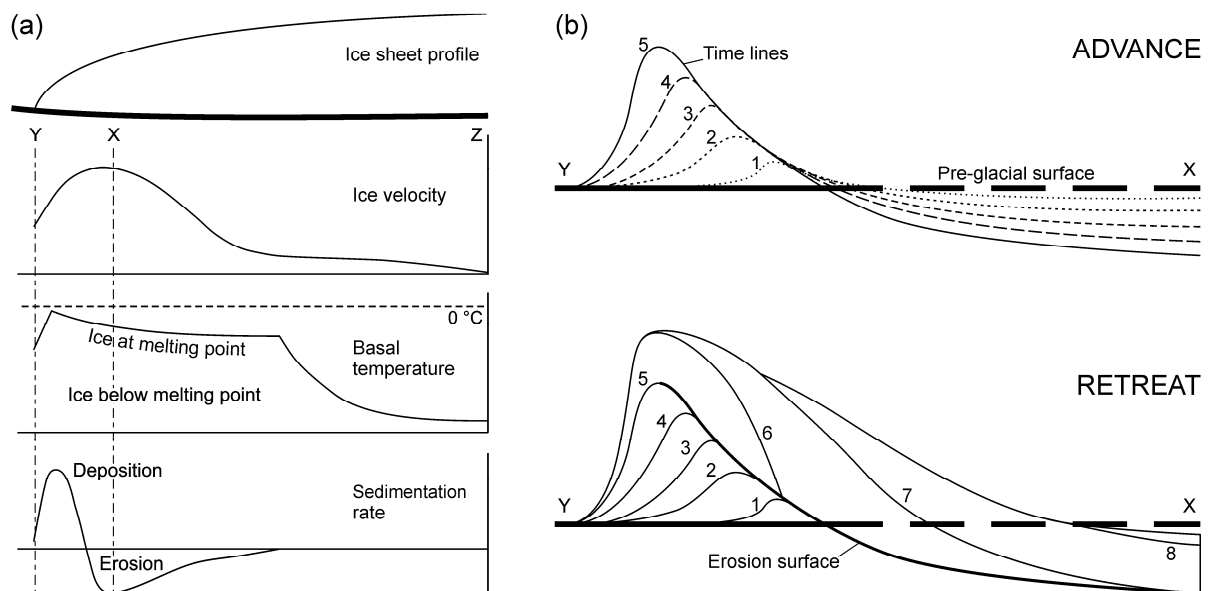 (a)
Ice sheet profile
Y
X
Z
Ice velocity
0 °C
Ice at melting point
Basal
temperature
Ice below melting point
Deposition
Sedimentation
rate
Erosion
(b)
ADVANCE
5
Time lines
4
3
2
1
Y
Pre-glacial surface
X
RETREAT
5
4
6
3
2
7
1
Y
X
Erosion surface
8